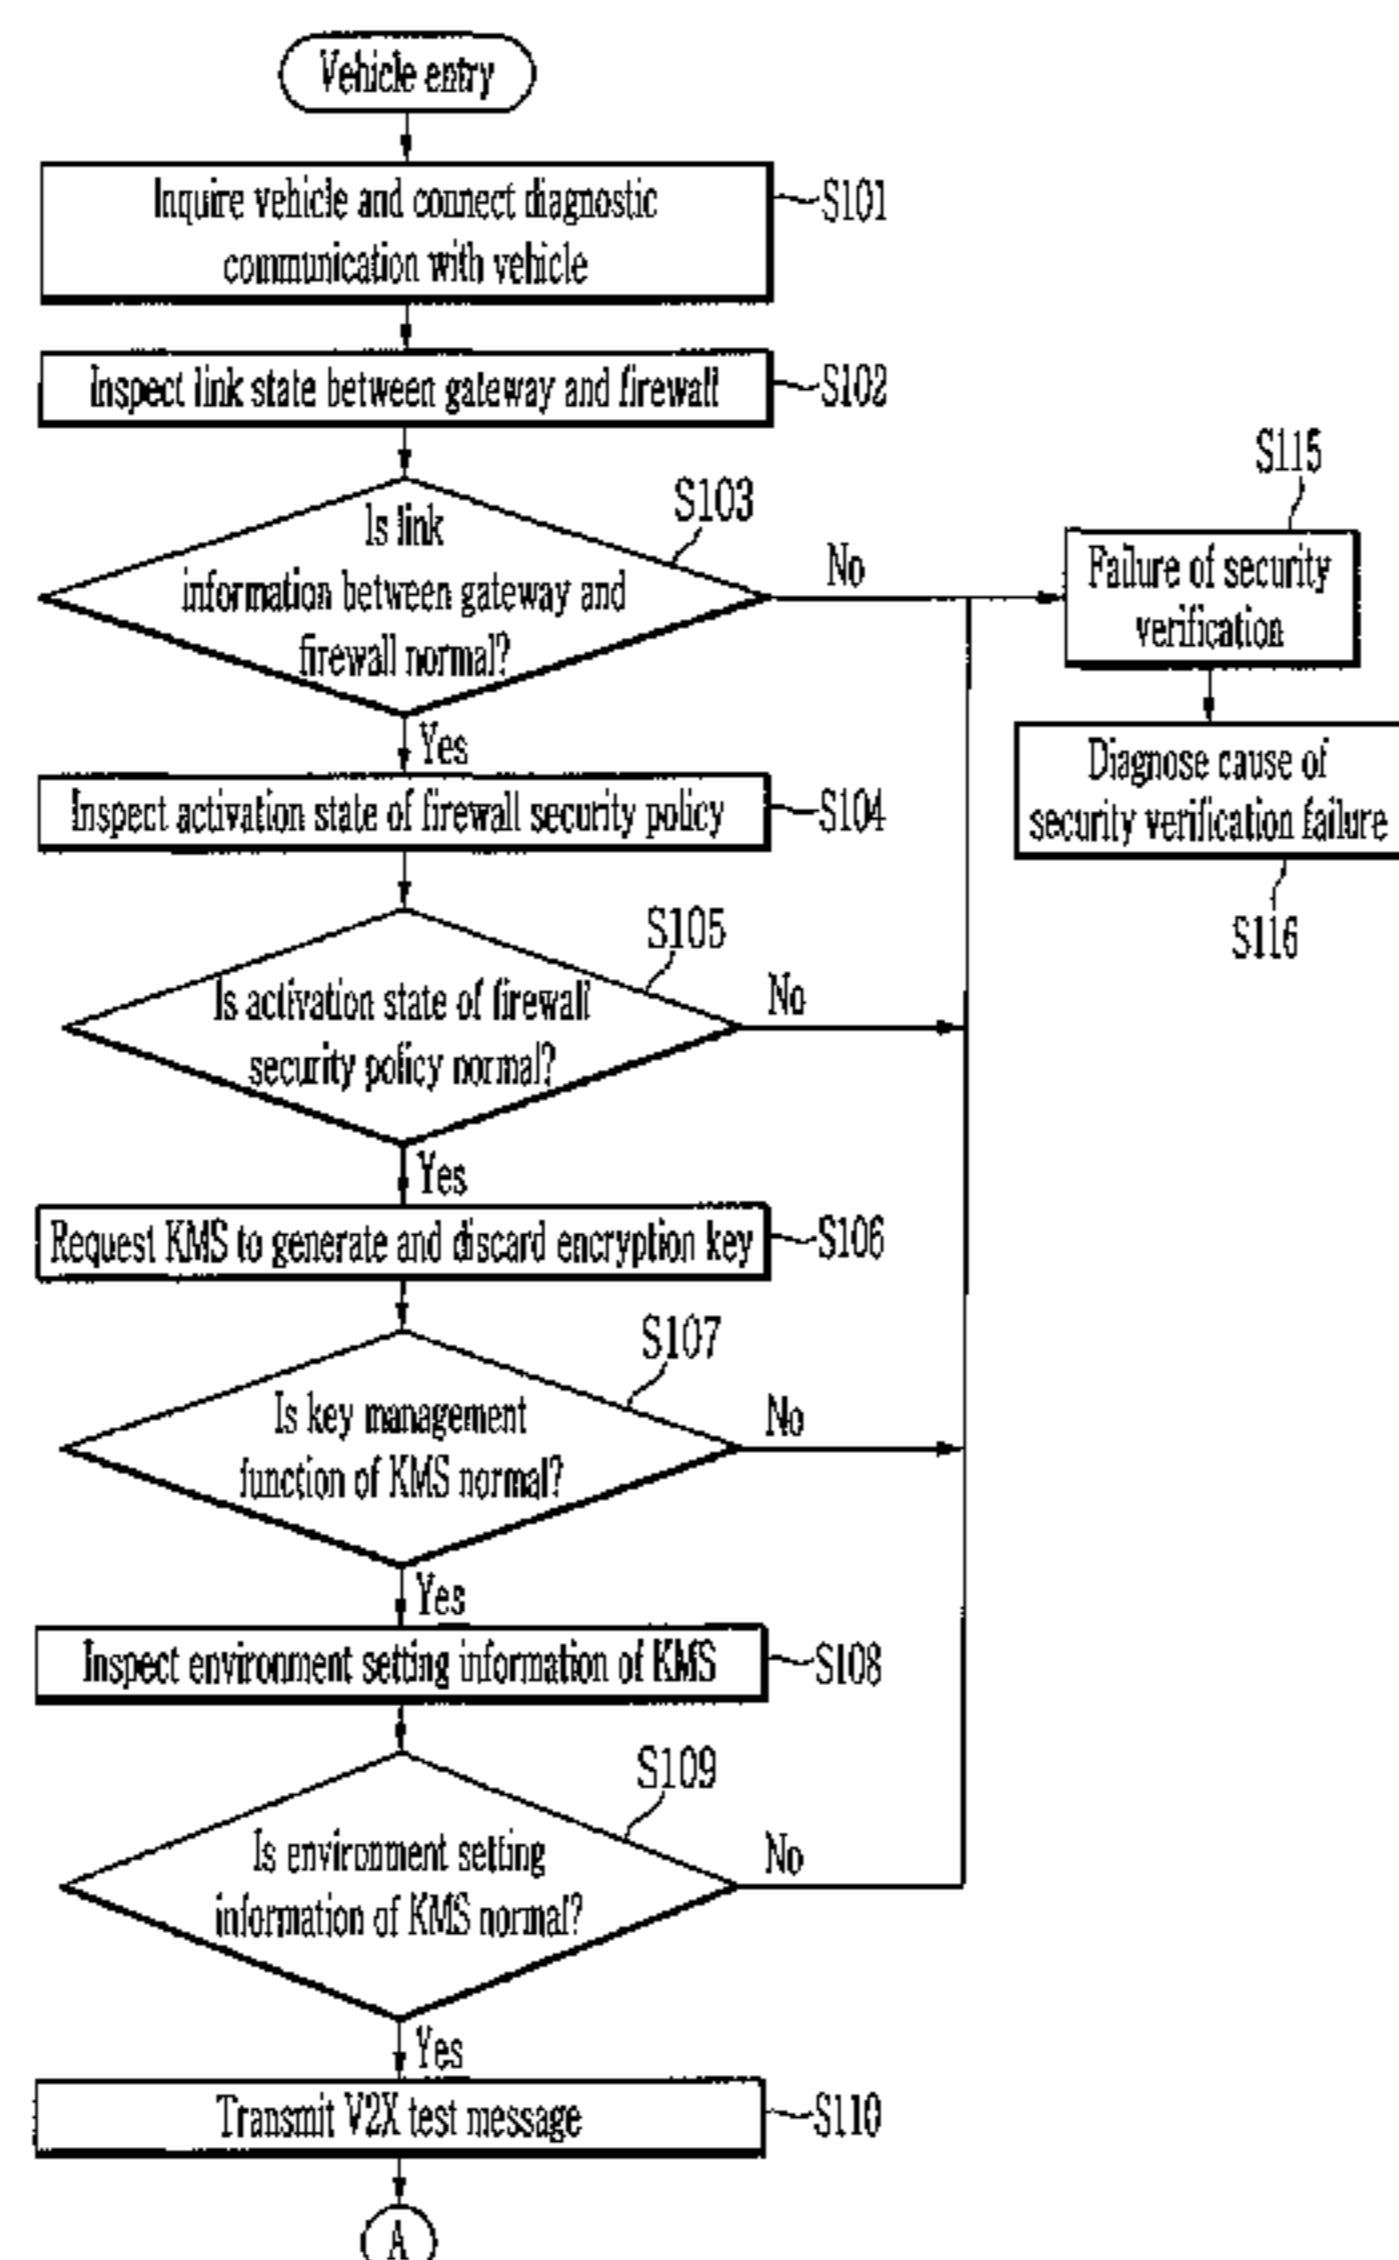 Vehicle entry
Inquire vehicle and connect diagnostic
communication with vehicle
S101
Inspect link state between gateway and firewall
S102
Is link
information between gateway and
firewall normal?
S103
No
Yes
S115
Failure of security
verification
Diagnose cause of
security verification failure
S116
Inspect activation state of firewall security policy
S104
Is activation state of firewall
security policy normal?
S105
No
Yes
Request KMS to generate and discard encryption key
S106
Is key management
function of KMS normal?
S107
No
Yes
Inspect environment setting information of KMS
S108
Is environment setting
information of KMS normal?
S109
No
Yes
Transmit V2X test message
S110
A